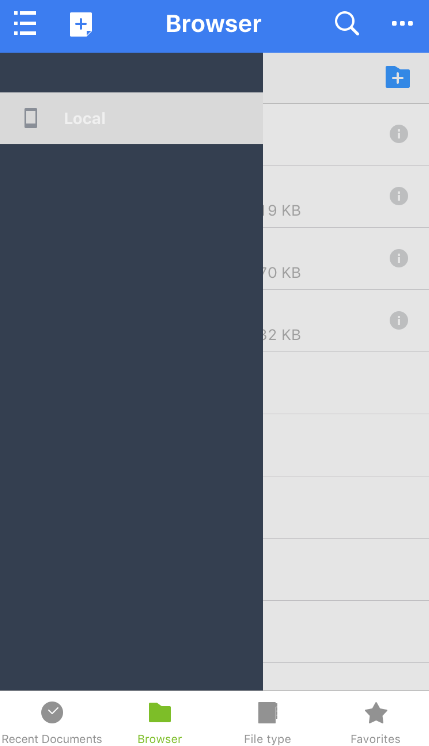 Browser
Local
19 KB
70 KB
32 KB
Recent Documents
Browser
File type
Favorites